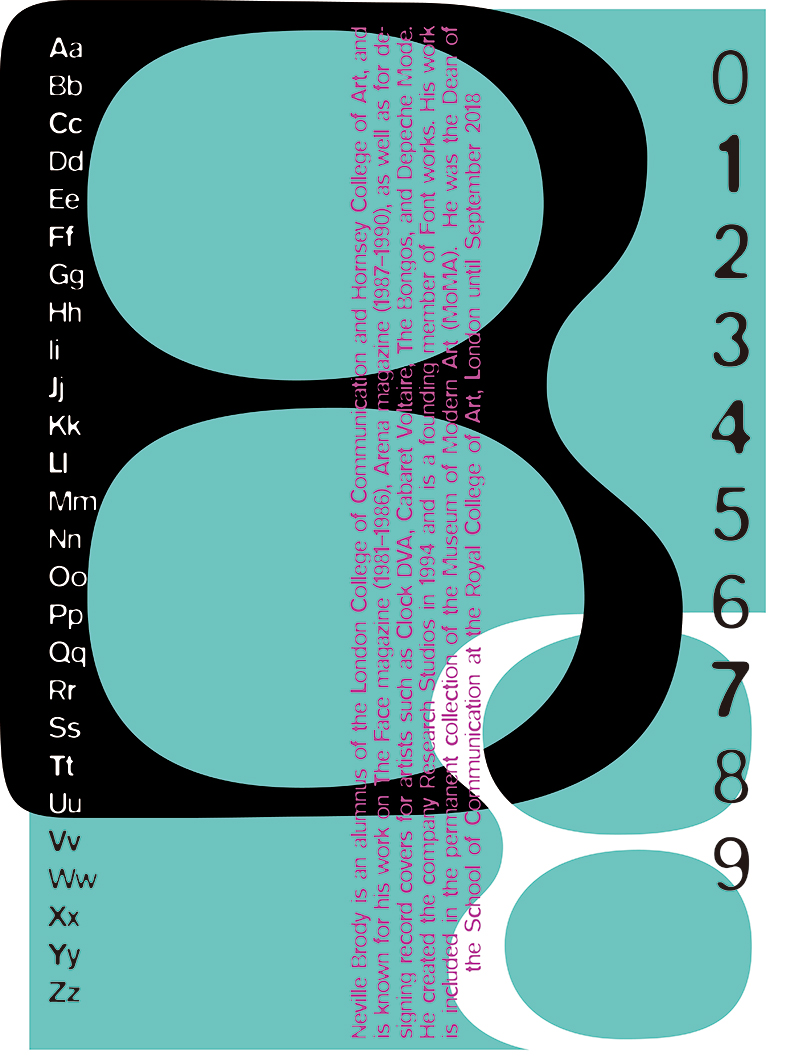 Aa
Bb
Cc
Dd
Ee
Ff
Gg
Hh
Ii
Jj
Kk
Ll
Mm
Nn
Oo
Pp
Qq
Rr
Ss
Tt
Uu
Vv
Ww
Xx
Yy
Zz
Neville Brody is an alumnus of the London College of Communication and Hornsey College of Art, and
is known for his work on The Face magazine (1981–1986), Arena magazine (1987–1990), as well as for de-
signing record covers for artists such as Clock DVA, Cabaret Voltaire, The Bongos, and Depeche Mode.
He created the company Research Studios in 1994 and is a founding member of Font works. His work
is included in the permanent collection of the Museum of Modern Art (MoMA). He was the Dean of
the School of Communication at the Royal College of Art, London until September 2018
0
1
2
3
4
5
6
7
8
9
B
8